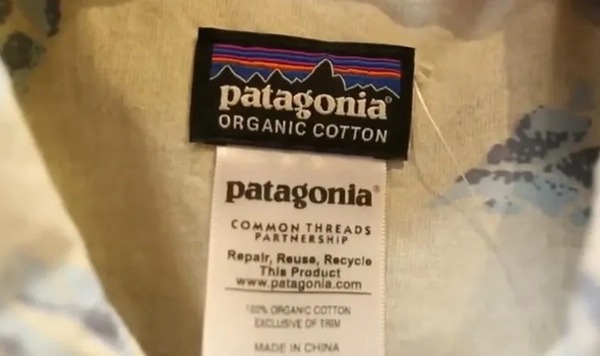 patagonia®
ORGANIC COTTON
patagonia®
COMMON THREADS
PARTNERSHIP
Repair, Reuse, Recycle
This Product
www.patagonia.com
100% ORGANIC COTTON
EXCLUSIVE OF TRIM
MADE IN CHINA